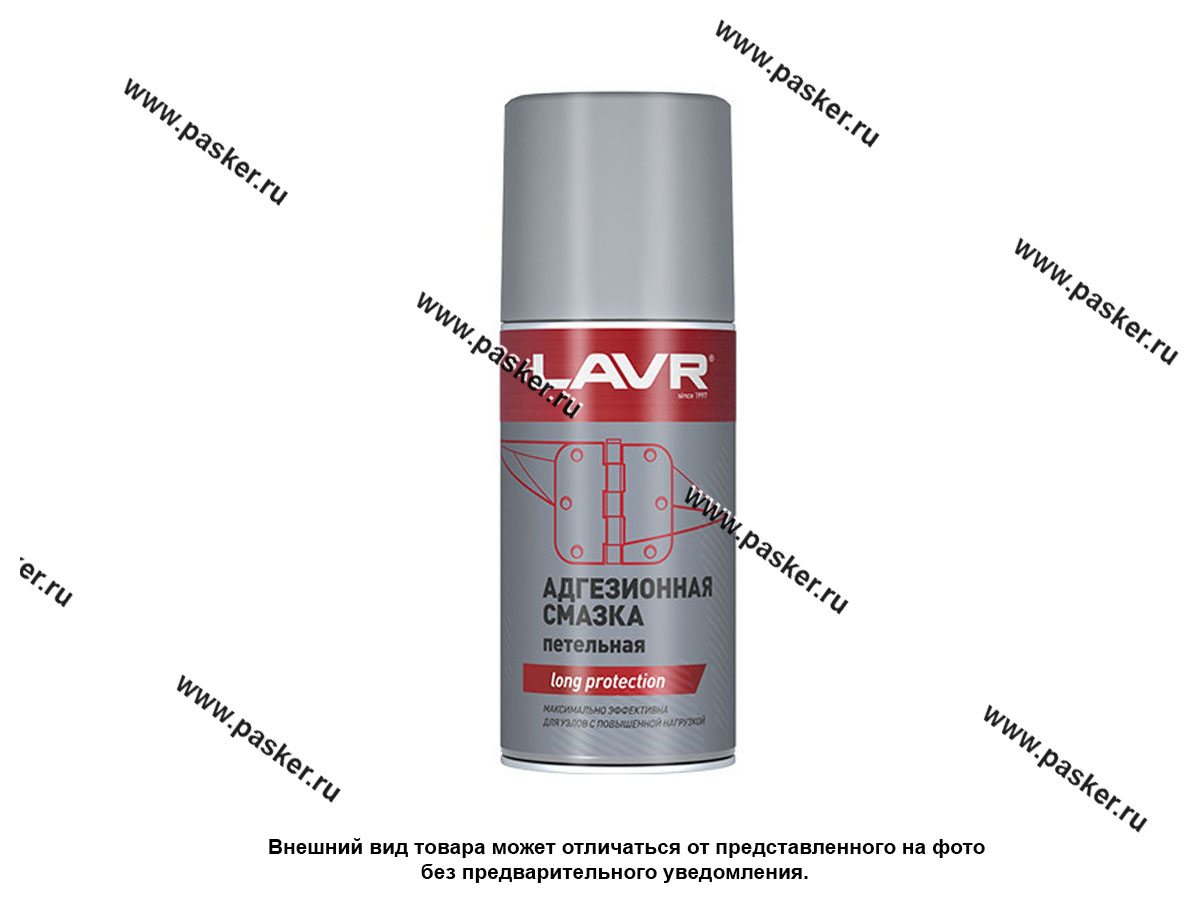 www.pasker.ru
www.pasker.ru
www.pasker.ru
www.pasker.ru
LAVR®
since 1997
www.pasker.ru
АДГЕЗИОННАЯ
СМАЗКА
петельная
ker.ru
long protection
МАКСИМАЛЬНО ЭФФЕКТИВНА
ДЛЯ УЗЛОВ С ПОВЫШЕННОЙ НАГРУЗКОЙ
www.pasker.ru
www.pasker.ru
Внешний вид товара может отличаться от представленного на фото
без предварительного уведомления.